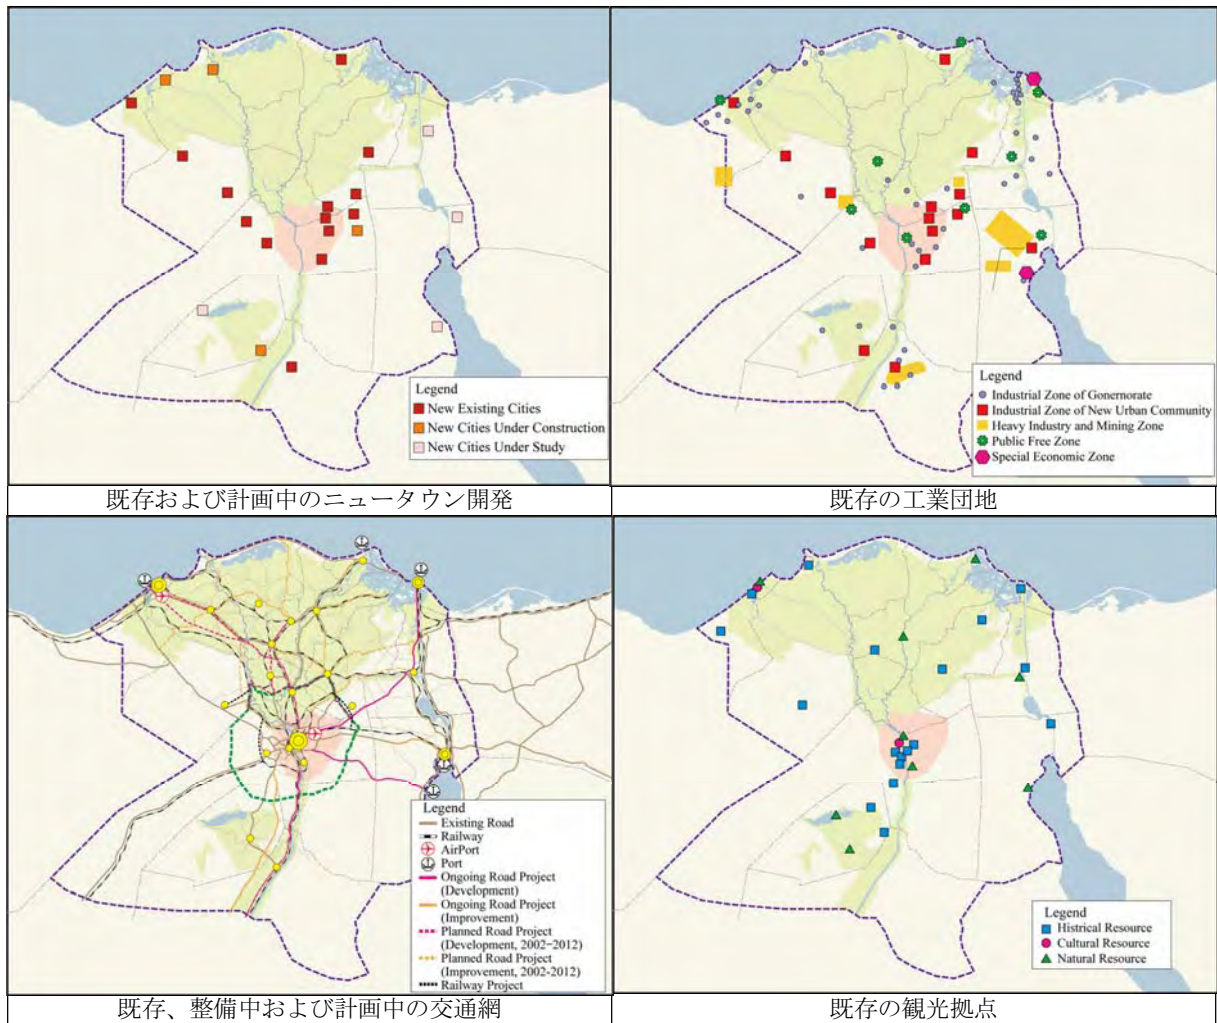 Legend
New Existing Cities
New Cities Under Construction
New Cities Under Study
既存および計画中のニュータウン開発
Legend
Industrial Zone of Gonernorate
Industrial Zone of New Urban Community
Heavy Industry and Mining Zone
Public Free Zone
Special Economic Zone
既存の工業団地
Legend
Existing Road
Railway
AirPort
Port
Ongoing Road Project
(Development)
Ongoing Road Project
(Improvement)
Planned Road Project
(Development, 2002-2012)
Planned Road Project
(Improvement, 2002-2012)
Railway Project
既存、整備中および計画中の交通網
Legend
Histrical Resource
Cultural Resource
Natural Resource
既存の観光拠点